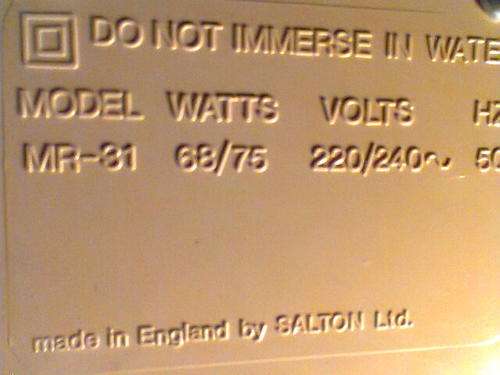 DO NOT IMMERSE IN WATE
MODEL WATTS VOLTS HZ
MR-31 68/75 220/240~ 50
made in England by SALTON Ltd.